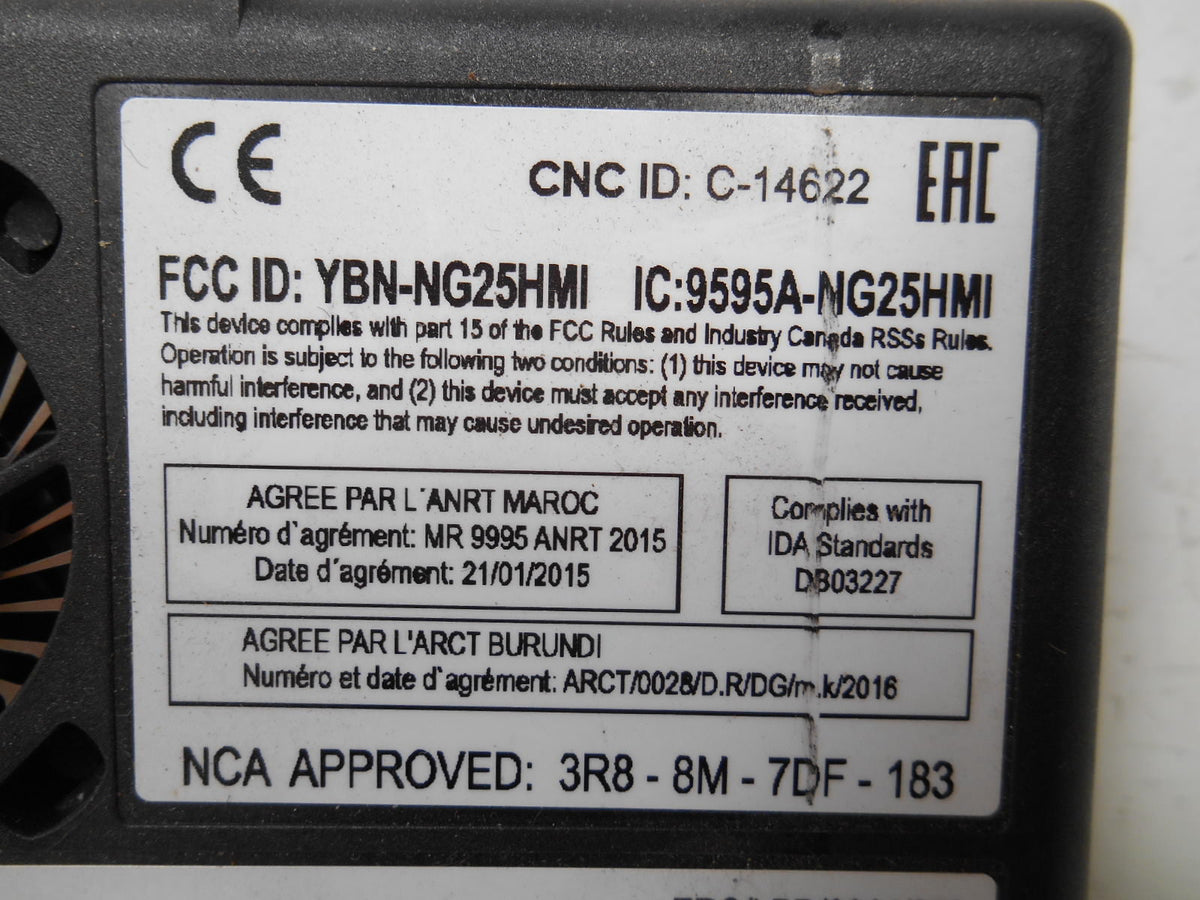 CE
CNC ID: C-14622 EAC
FCC ID: YBN-NG25HMI IC:9595A-NG25HMI
This device complies with part 15 of the FCC Rules and Industry Canada RSSs Rules.
Operation is subject to the following two conditions: (1) this device may not cause
harmful interference, and (2) this device must accept any interference received,
including interference that may cause undesired operation.
AGREE PAR L´ANRT MAROC
Numéro d`agrément: MR 9995 ANRT 2015
Date d´agrément: 21/01/2015
Complies with
IDA Standards
DB03227
AGREE PAR L'ARCT BURUNDI
Numéro et date d`agrément: ARCT/0028/D.R/DG/m.k/2016
NCA APPROVED: 3R8 - 8M - 7DF - 183